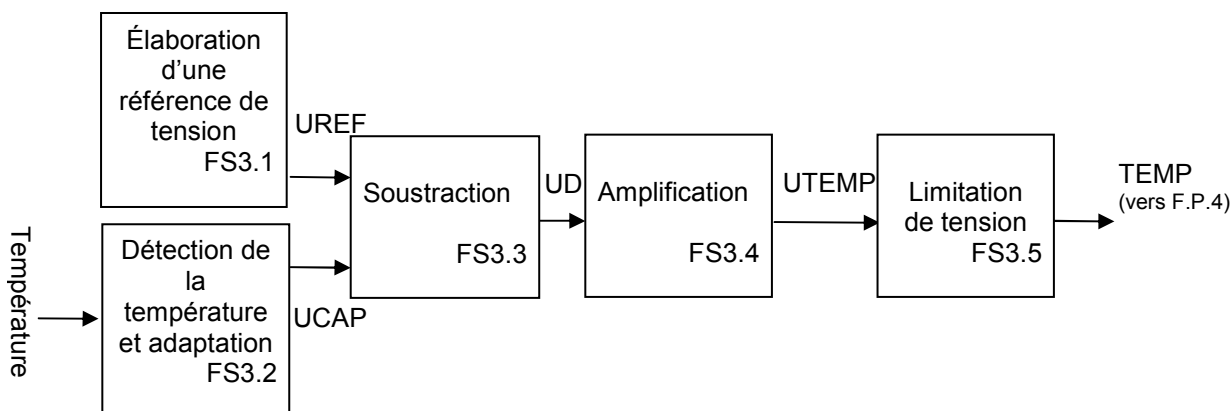 Élaboration
d’une
référence de
tension
FS3.1
UREF
Soustraction
FS3.3
UD
Amplification
FS3.4
UTEMP
Limitation
de tension
FS3.5
TEMP
(vers F.P.4)
Température
Détection de
la
température
et adaptation
FS3.2
UCAP